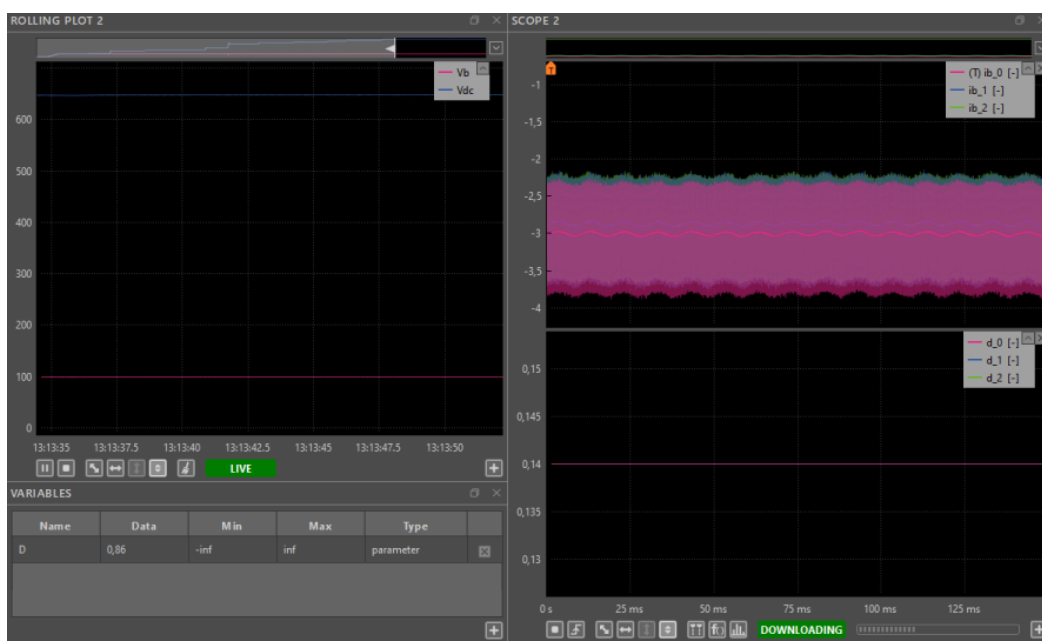 ROLLING PLOT 2
Vb
Vdc
600
500
400
300
200
100
0
13:13:35 13:13:37.5 13:13:40 13:13:42.5 13:13:45 13:13:47.5 13:13:50
LIVE
VARIABLES
Name Data Min Max Type
D 0,86 -inf inf parameter
SCOPE 2
T
(T) ib_0 [-]
ib_1 [-]
ib_2 [-]
-1
-1,5
-2
-2,5
-3
-3,5
-4
d_0 [-]
d_1 [-]
d_2 [-]
0,15
0,145
0,14
0,135
0,13
0 s 25 ms 50 ms 75 ms 100 ms 125 ms
DOWNLOADING